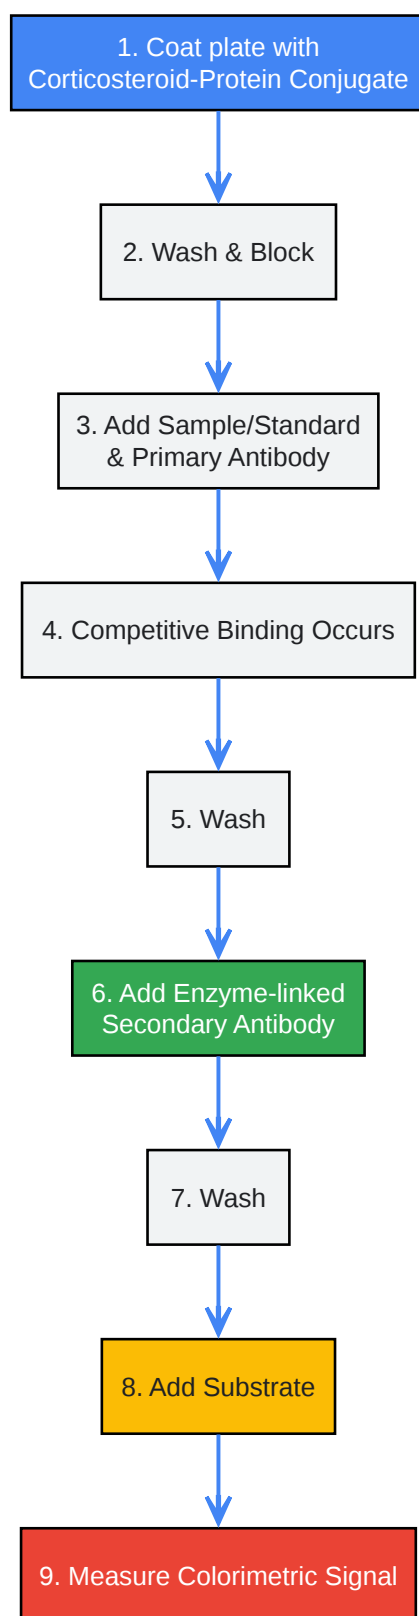 1. Coat plate with
Corticosteroid-Protein Conjugate
2. Wash & Block
3. Add Sample/Standard
& Primary Antibody
4. Competitive Binding Occurs
5. Wash
6. Add Enzyme-linked
Secondary Antibody
7. Wash
8. Add Substrate
9. Measure Colorimetric Signal